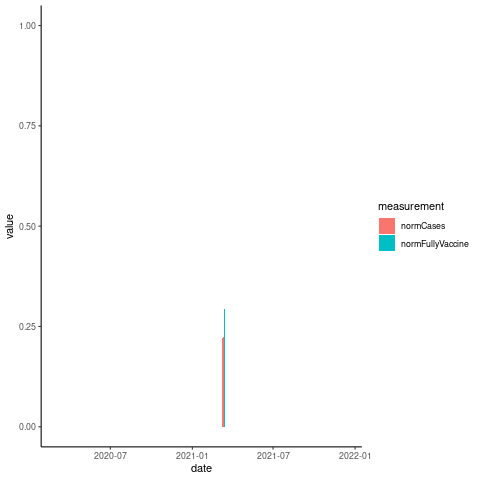 1.00
0.75
0.50
0.25
0.00
value
2020-07
2021-01
2021-07
2022-01
date
measurement
normCases
normFullyVaccine